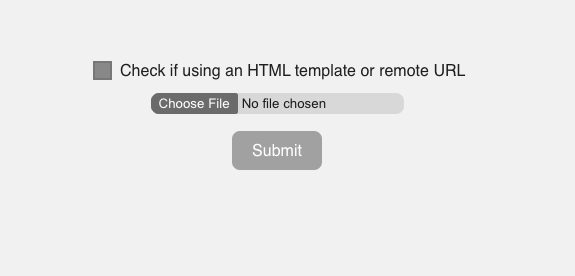 Check if using an HTML template or remote URL
Choose File No file chosen
Submit